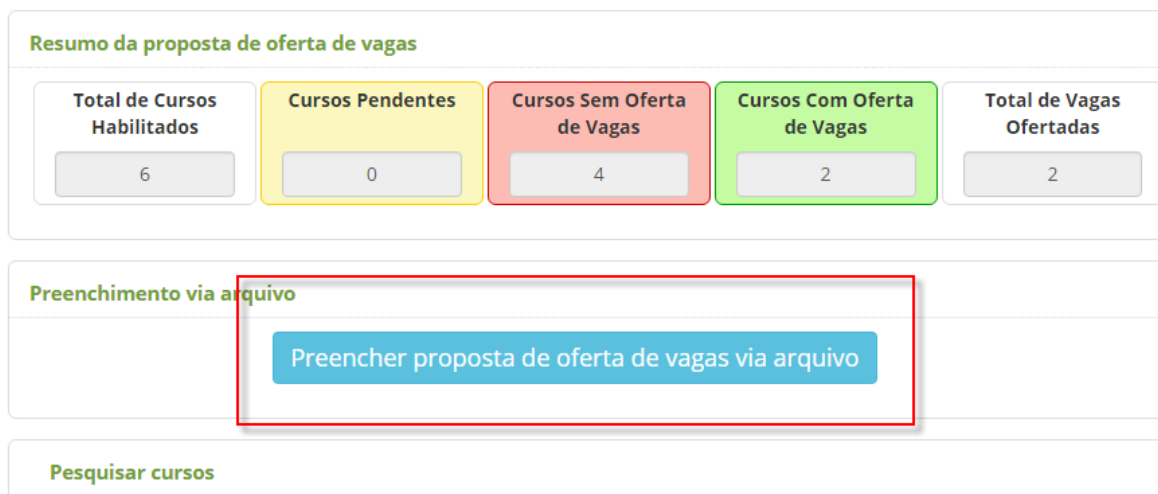 Resumo da proposta de oferta de vagas
Total de Cursos
Habilitados
6
Cursos Pendentes
0
Cursos Sem Oferta
de Vagas
4
Cursos Com Oferta
de Vagas
2
Total de Vagas
Ofertadas
2
Preenchimento via arquivo
Preencher proposta de oferta de vagas via arquivo
Pesquisar cursos